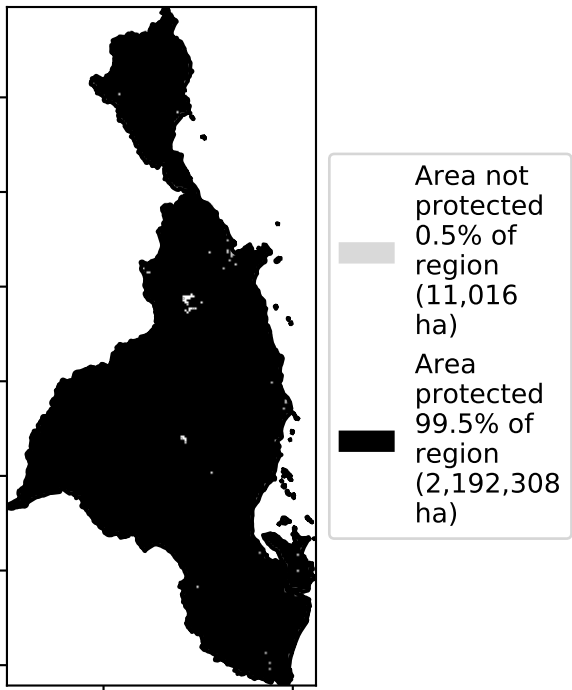 Area not
protected
0.5% of
region
(11,016
ha)
Area
protected
99.5% of
region
(2,192,308
ha)